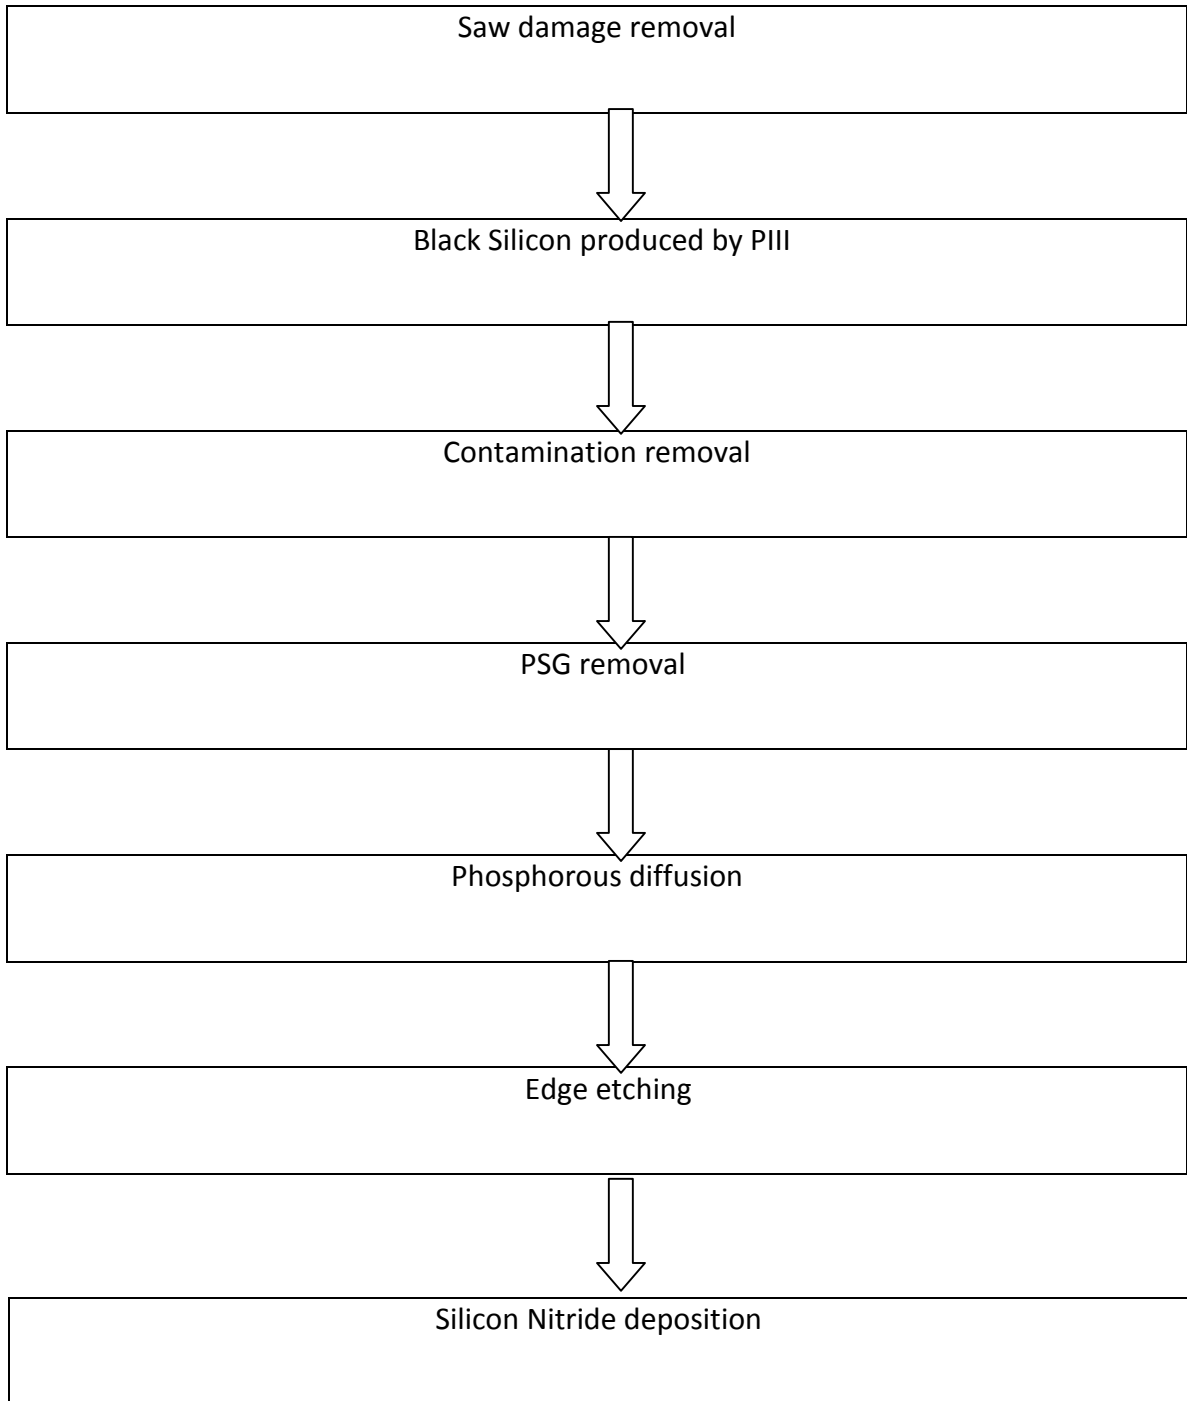 Saw damage removal
Black Silicon produced by PIII
Contamination removal
PSG removal
Phosphorous diffusion
Edge etching
Silicon Nitride deposition